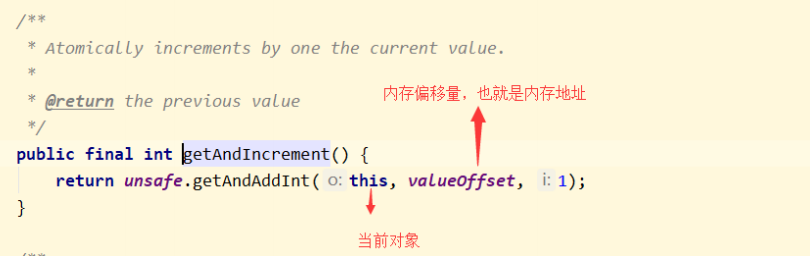 /**
* Atomically increments by one the current value.
*
* @return the previous value
内存偏移量，也就是内存地址
*/
public final int getAndIncrement() {
return unsafe.getAndAddInt( o: this, valueOffset, i: 1);
}
当前对象
/**